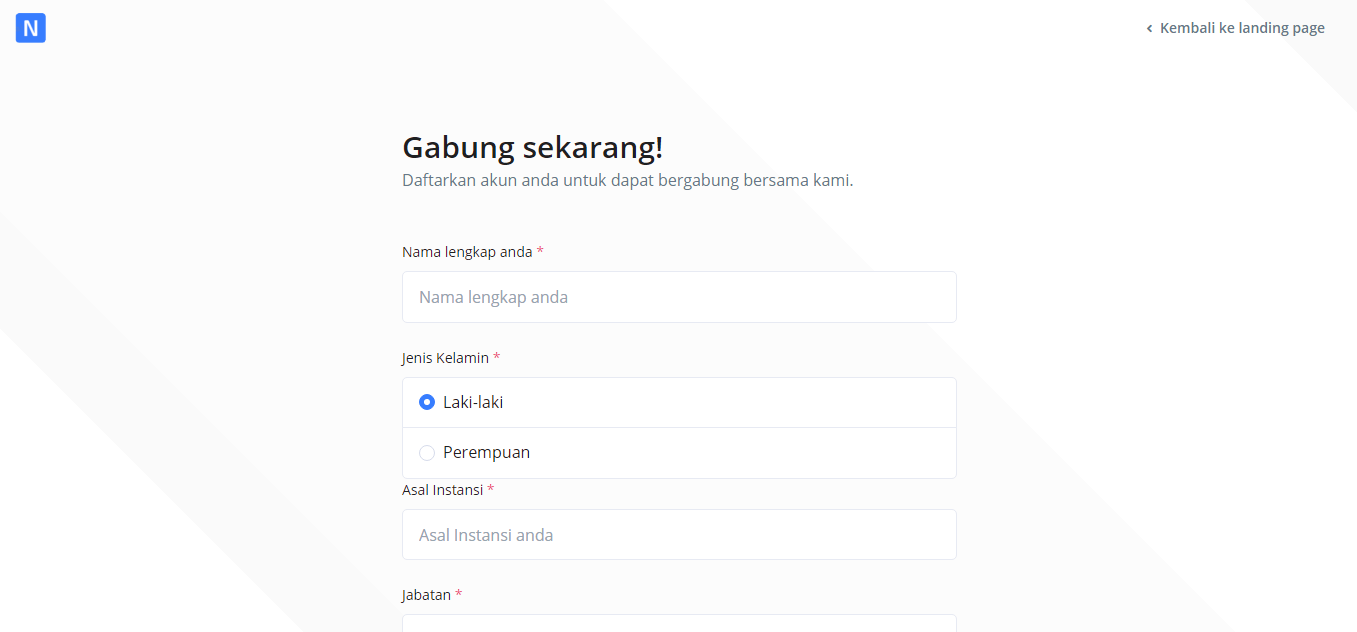 N
Kembali ke landing page
Gabung sekarang!
Daftarkan akun anda untuk dapat bergabung bersama kami.
Nama lengkap anda *
Nama lengkap anda
Jenis Kelamin *
Laki-laki
Perempuan
Asal Instansi *
Asal Instansi anda
Jabatan *